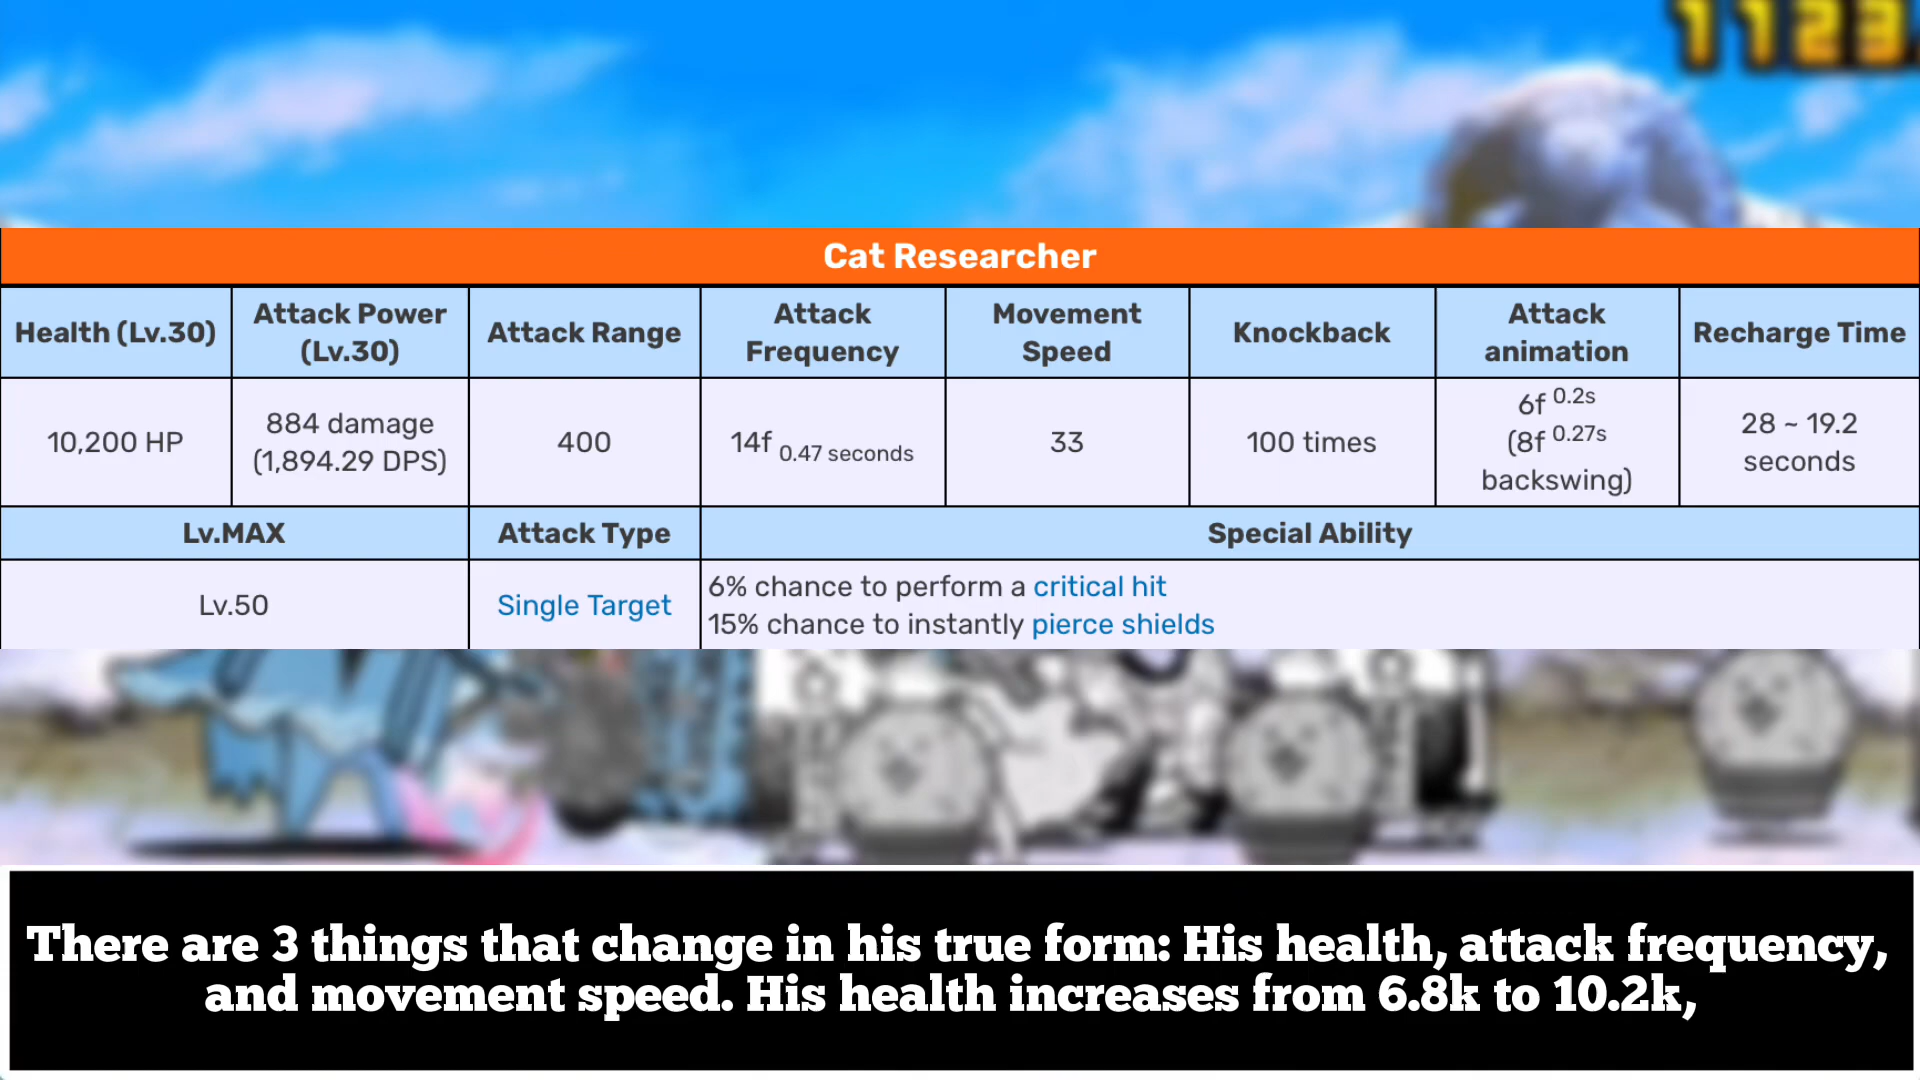 1123
Cat Researcher
Health (Lv.30)
Attack Power
(Lv.30)
Attack Range
Attack
Frequency
Movement
Speed
Knockback
Attack
animation
Recharge Time
10,200 HP
884 damage
(1,894.29 DPS)
400
14f 0.47 seconds
33
100 times
6f 0.2s
(8f 0.27s
backswing)
28 ~ 19.2
seconds
Lv.MAX
Attack Type
Special Ability
Lv.50
Single Target
6% chance to perform a critical hit
15% chance to instantly pierce shields
There are 3 things that change in his true form: His health, attack frequency,
and movement speed. His health increases from 6.8k to 10.2k,